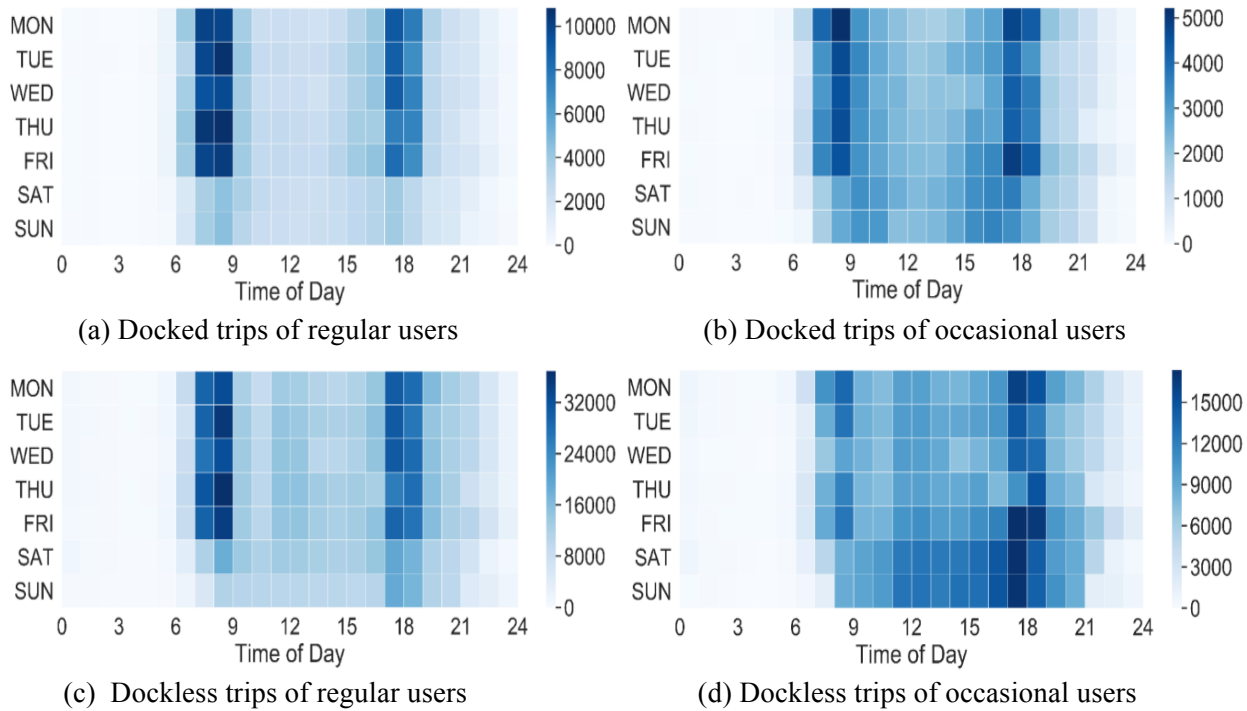 MON
TUE
WED
THU
FRI
SAT
SUN
0 3 6 9 12 15 18 21 24
Time of Day
10000
8000
6000
4000
2000
0
(a) Docked trips of regular users
MON
TUE
WED
THU
FRI
SAT
SUN
0 3 6 9 12 15 18 21 24
Time of Day
5000
4000
3000
2000
1000
0
(b) Docked trips of occasional users
MON
TUE
WED
THU
FRI
SAT
SUN
0 3 6 9 12 15 18 21 24
Time of Day
32000
24000
16000
8000
0
(c) Dockless trips of regular users
MON
TUE
WED
THU
FRI
SAT
SUN
0 3 6 9 12 15 18 21 24
Time of Day
15000
12000
9000
6000
3000
0
(d) Dockless trips of occasional users